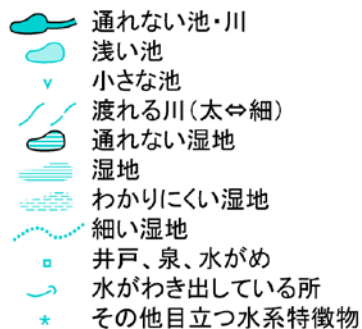 通れない池・川
浅い池
小さな池
渡れる川(太⇔細)
通れない湿地
湿地
わかりにくい湿地
細い湿地
井戸、泉、水がめ
水がわき出している所
その他目立つ水系特徴物